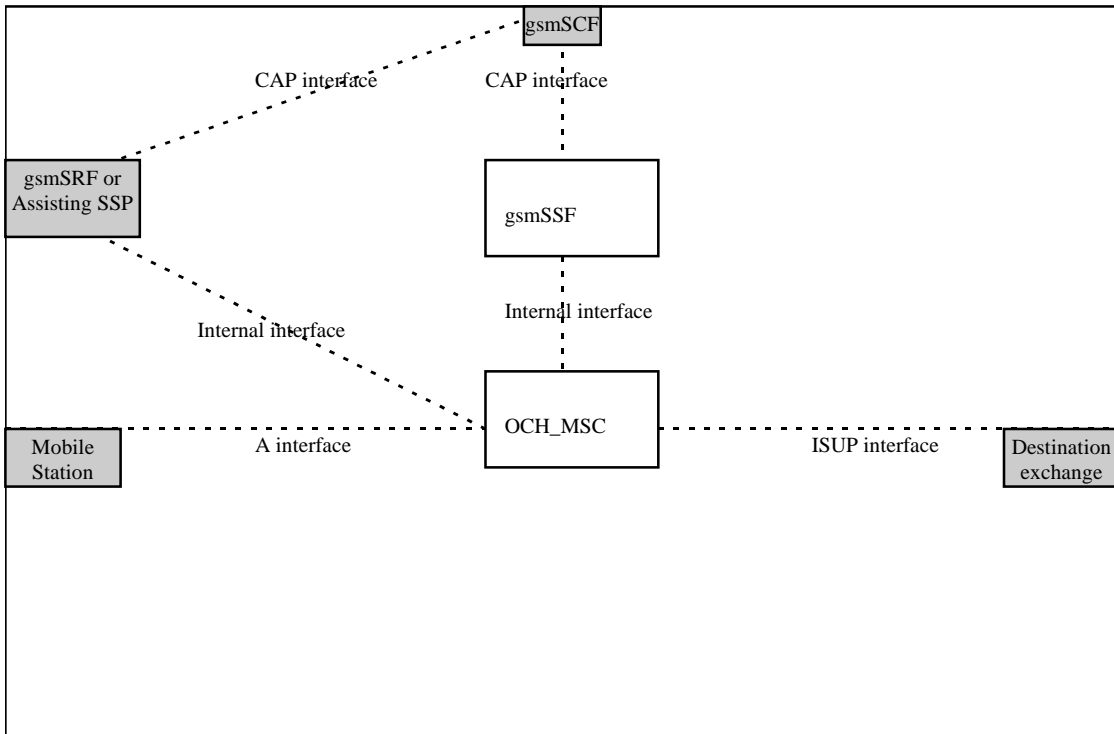 gsmSCF
CAP interface
CAP interface
gsmSRF or
Assisting SSP
gsmSSF
Internal interface
Internal interface
OCH_MSC
Mobile
Station
A interface
ISUP interface
Destination
exchange